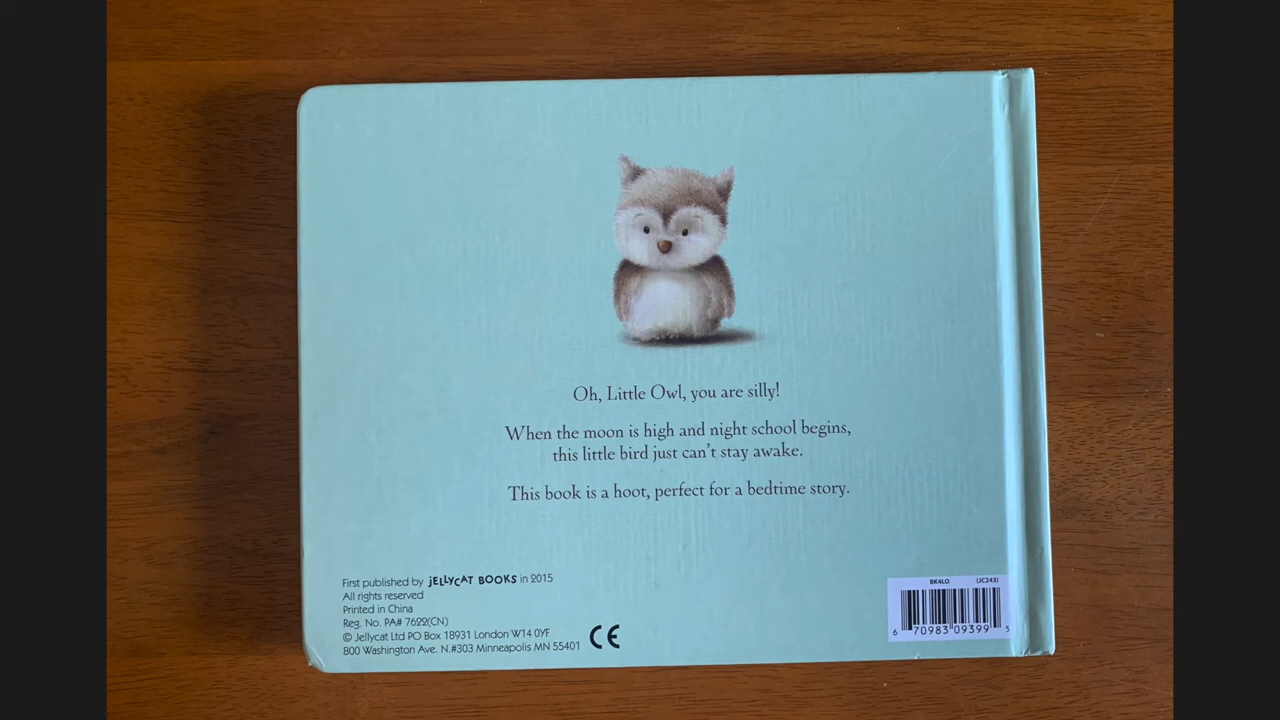 Oh, Little Owl, you are silly!
When the moon is high and night school begins,
this little bird just can't stay awake.
This book is a hoot, perfect for a bedtime story.
First published by JELLYCAT BOOKS in 2015
All rights reserved
Printed in China
Reg. No. PA# 7622(CN)
© Jellycat Ltd PO Box 18931 London W14 0YF
800 Washington Ave. N.#303 Minneapolis MN 55401
CE
BK4LO (JC243)
6 70983 09399 5